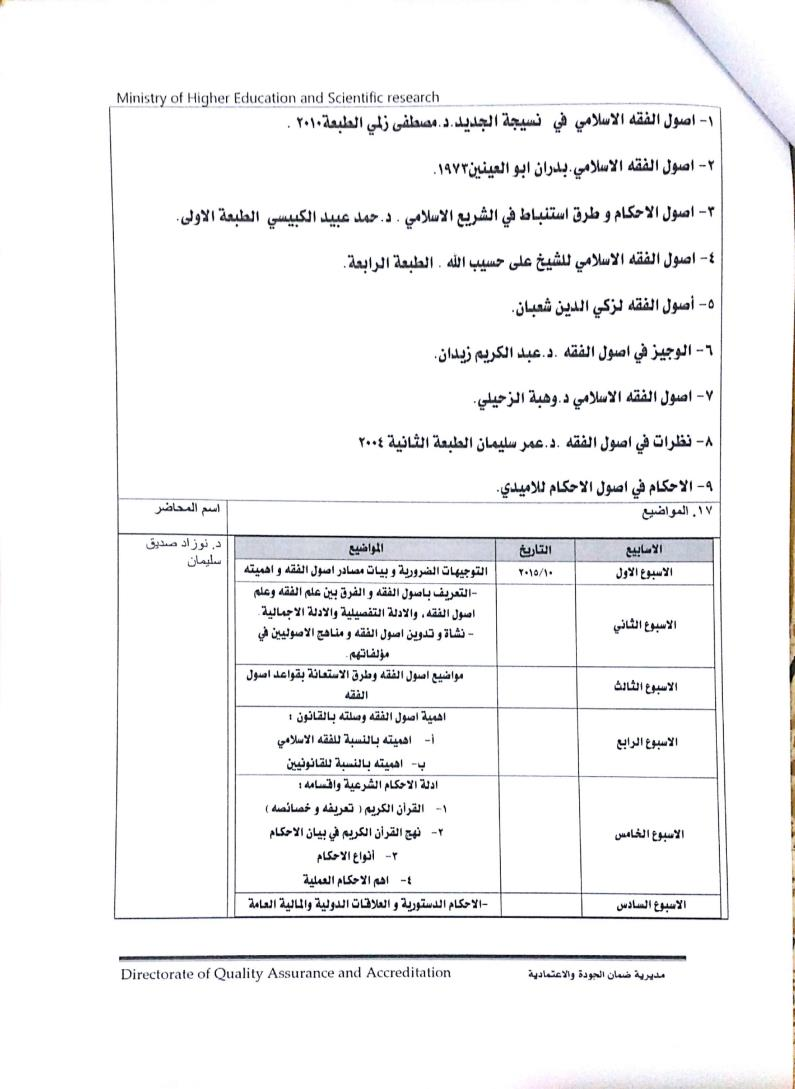 Ministry of Higher Education and Scientific research
١- اصول الفقه الاسلامي في نسيجة الجديد.د.مصطفى زلمي الطبعة٢٠١٠ .
٢- اصول الفقه الاسلامي.بدران ابو العينين١٩٧٣.
٣- اصول الاحكام و طرق استنباط في الشريع الاسلامي . د.حمد عبيد الكبيسي الطبعة الاولى.
٤- اصول الفقه الاسلامي للشيخ على حسيب الله . الطبعة الرابعة.
٥- أصول الفقه لزكي الدين شعبان.
٦- الوجيز في اصول الفقه .د.عبد الكريم زيدان.
٧- اصول الفقه الاسلامي د.وهبة الزحيلي.
٨- نظرات في اصول الفقه .د.عمر سليمان الطبعة الثانية ٢٠٠٤
٩- الاحكام في اصول الاحكام للاميدي.
١٧. المواضيع اسم المحاضر
الاسابيع التاريخ المواضيع د. نوزاد صديق
سليمان
الاسبوع الاول ٢٠١٥/١٠ التوجيهات الضرورية و بيات مصادر اصول الفقه و اهميته
الاسبوع الثاني
-التعريف باصول الفقه و الفرق بين علم الفقه وعلم
اصول الفقه، والادلة التفصيلية والادلة الاجمالية.
- نشاة و تدوين اصول الفقه و مناهج الاصوليين في
مؤلفاتهم.
الاسبوع الثالث
مواضيع اصول الفقه وطرق الاستعانة بقواعد اصول
الفقه
الاسبوع الرابع
اهمية اصول الفقه وصلته بالقانون :
أ- اهميته بالنسبة للفقه الاسلامي
ب- اهميته بالنسبة للقانونيين
الاسبوع الخامس
ادلة الاحكام الشرعية واقسامه :
١- القرآن الكريم ( تعريفه و خصائصه )
٢- نهج القرآن الكريم في بيان الاحكام
٣- أنواع الاحكام
٤- اهم الاحكام العملية
الاسبوع السادس -الاحكام الدستورية و العلاقات الدولية والمالية العامة
Directorate of Quality Assurance and Accreditation مديرية ضمان الجودة والاعتمادية